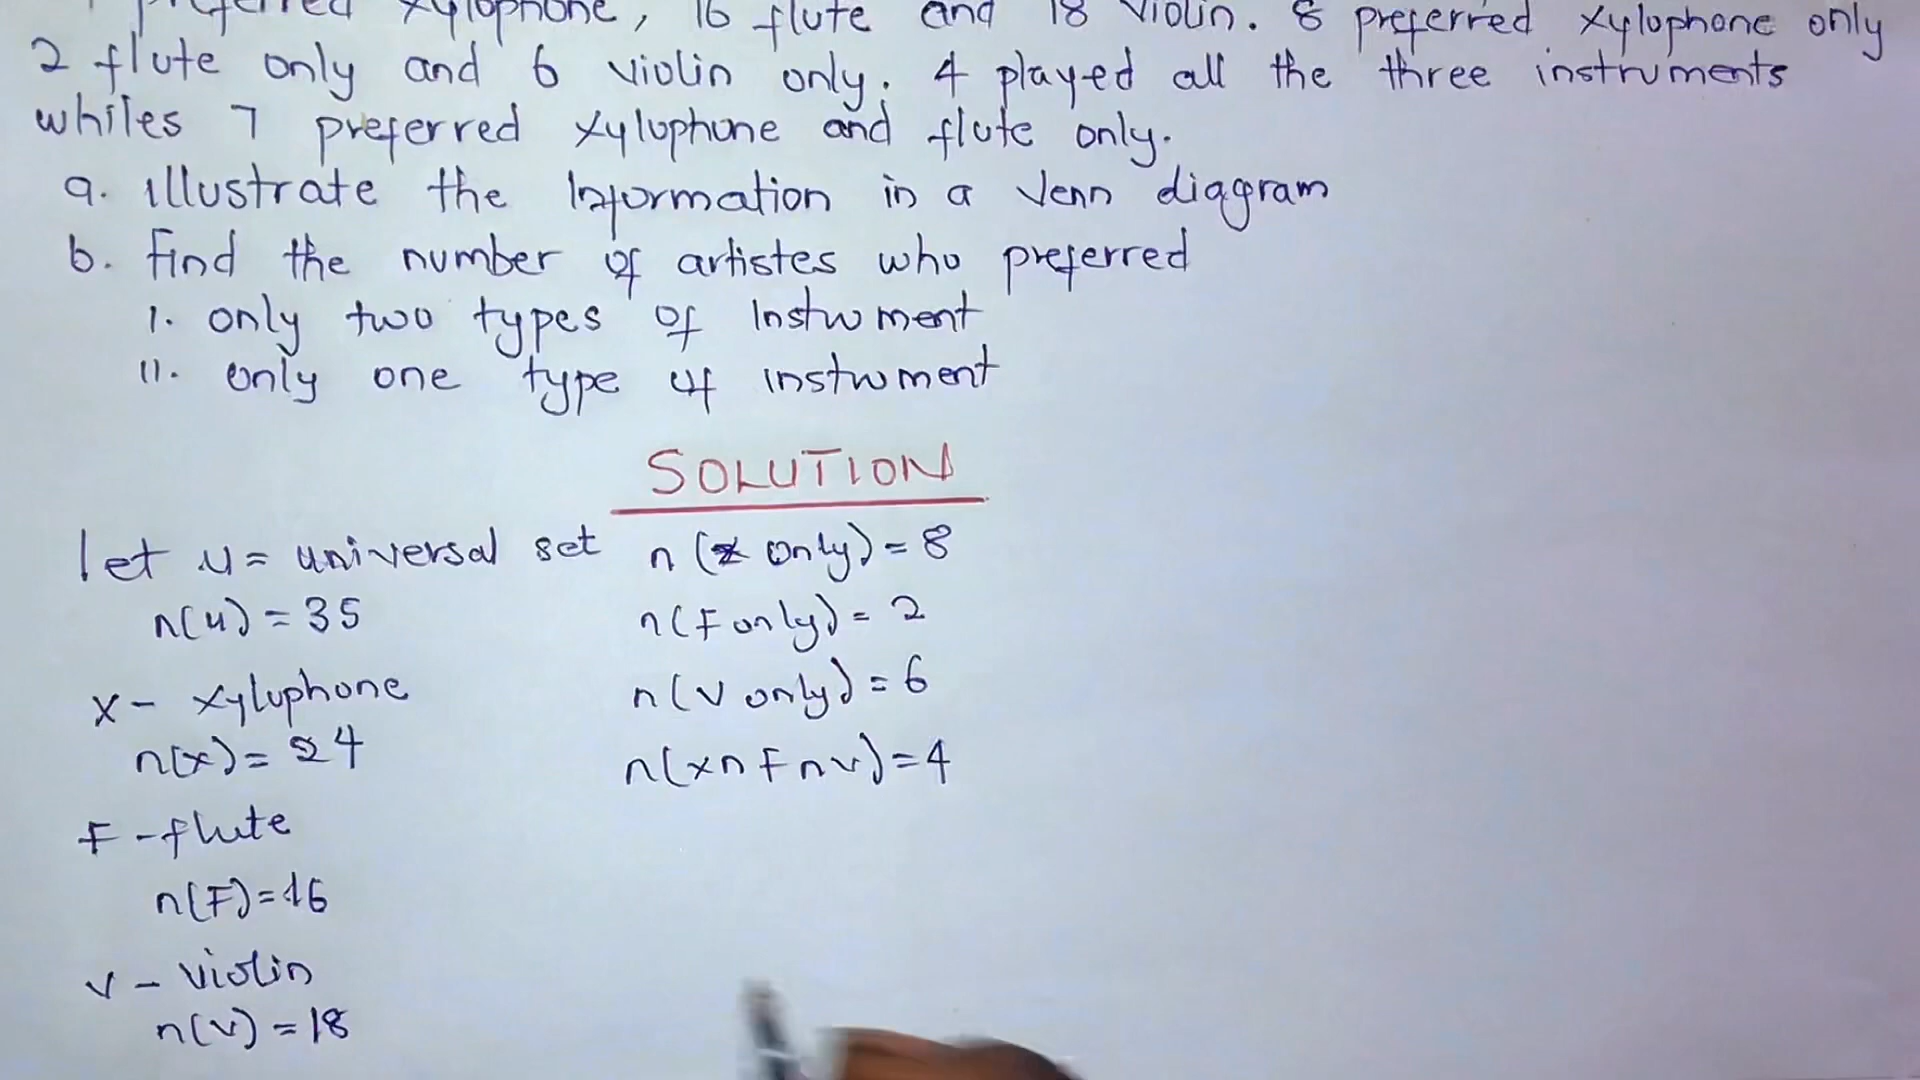 preferred xylophone, 16 flute and 18 violin. 8 preferred xylophone only
2 flute only and 6 violin only. 4 played all the three instruments
whiles 7 preferred xylophone and flute only.
a. illustrate the Information in a Venn diagram
b. find the number of artistes who preferred
I. only two types of Instrument
II. only one type of instrument
SOLUTION
let U = universal set
n(U) = 35
X - xylophone
n(X) = 24
F - flute
n(F) = 16
V - violin
n(V) = 18
n(X only) = 8
n(F only) = 2
n(V only) = 6
n(X∩F∩V) = 4